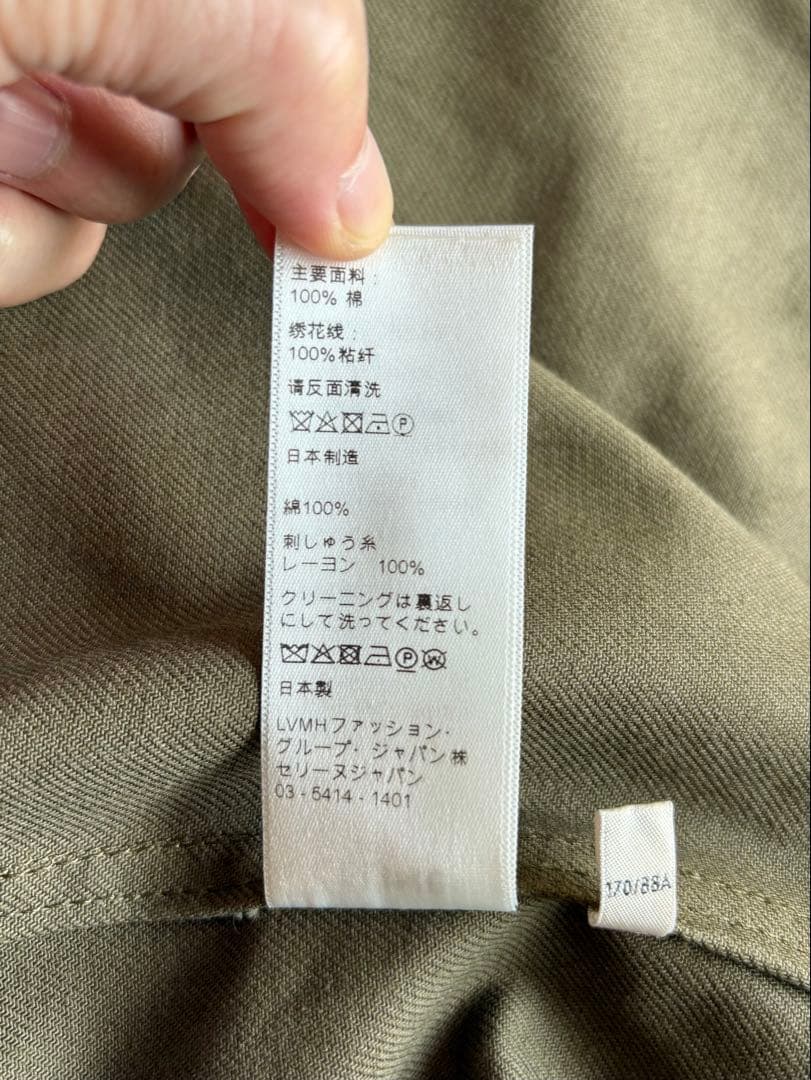 主要面料:
100% 棉
绣花线:
100%粘纤
请反面清洗
P
日本制造
綿100%
刺しゅう糸
レーヨン 100%
クリーニングは裏返し
にして洗ってください。
P W
日本製
LVMHファッション・
グループ・ジャパン㈱
セリーヌジャパン
03-5414-1401
170/88A